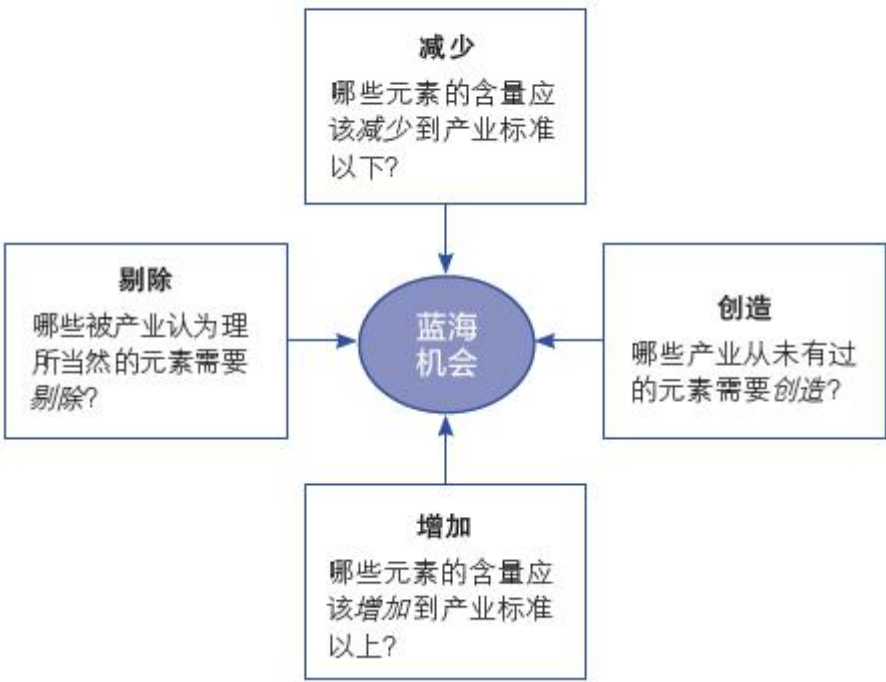 减少
哪些元素的含量应
该减少到产业标准
以下?
剔除
哪些被产业认为理
所当然的元素需要
剔除?
蓝海
机会
创造
哪些产业从未有过
的元素需要创造?
增加
哪些元素的含量应
该增加到产业标准
以上?